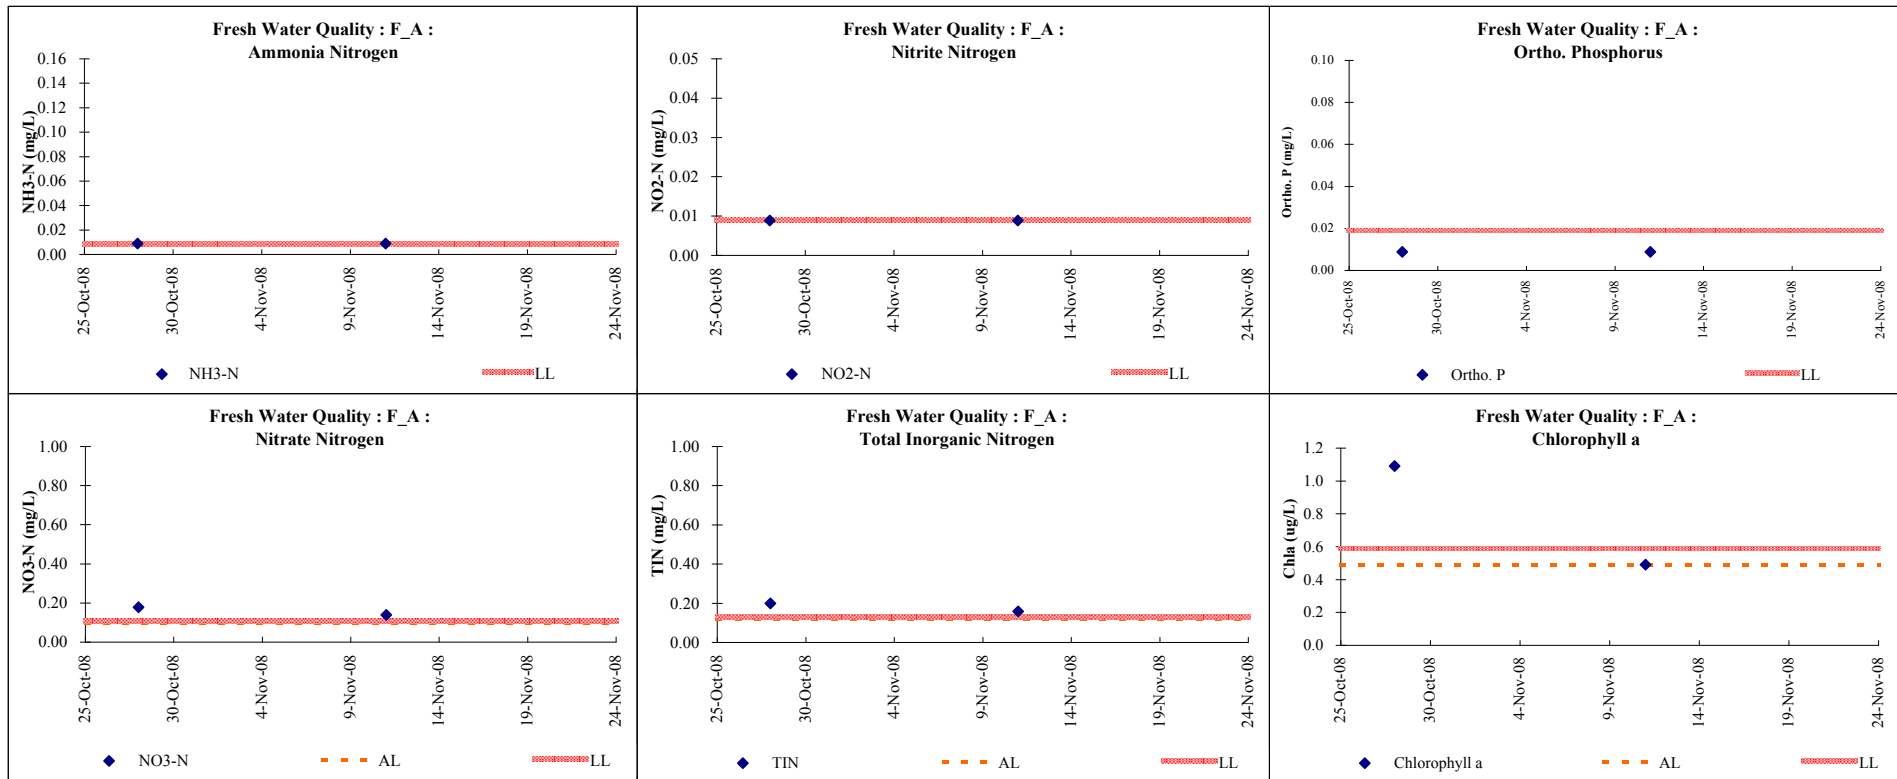 Fresh Water Quality : F_A :
Ammonia Nitrogen
NH3-N (mg/L)
0.16
0.14
0.12
0.10
0.08
0.06
0.04
0.02
0.00
25-Oct-08
30-Oct-08
4-Nov-08
9-Nov-08
14-Nov-08
19-Nov-08
24-Nov-08
NH3-N
LL
Fresh Water Quality : F_A :
Nitrite Nitrogen
NO2-N (mg/L)
0.05
0.04
0.03
0.02
0.01
0.00
25-Oct-08
30-Oct-08
4-Nov-08
9-Nov-08
14-Nov-08
19-Nov-08
24-Nov-08
NO2-N
LL
Fresh Water Quality : F_A :
Ortho. Phosphorus
Ortho. P (mg/L)
0.10
0.08
0.06
0.04
0.02
0.00
25-Oct-08
30-Oct-08
4-Nov-08
9-Nov-08
14-Nov-08
19-Nov-08
24-Nov-08
Ortho. P
LL
Fresh Water Quality : F_A :
Nitrate Nitrogen
NO3-N (mg/L)
1.00
0.80
0.60
0.40
0.20
0.00
25-Oct-08
30-Oct-08
4-Nov-08
9-Nov-08
14-Nov-08
19-Nov-08
24-Nov-08
NO3-N
AL
LL
Fresh Water Quality : F_A :
Total Inorganic Nitrogen
TIN (mg/L)
1.00
0.80
0.60
0.40
0.20
0.00
25-Oct-08
30-Oct-08
4-Nov-08
9-Nov-08
14-Nov-08
19-Nov-08
24-Nov-08
TIN
AL
LL
Fresh Water Quality : F_A :
Chlorophyll a
Chla (ug/L)
1.2
1.0
0.8
0.6
0.4
0.2
0.0
25-Oct-08
30-Oct-08
4-Nov-08
9-Nov-08
14-Nov-08
19-Nov-08
24-Nov-08
Chlorophyll a
AL
LL